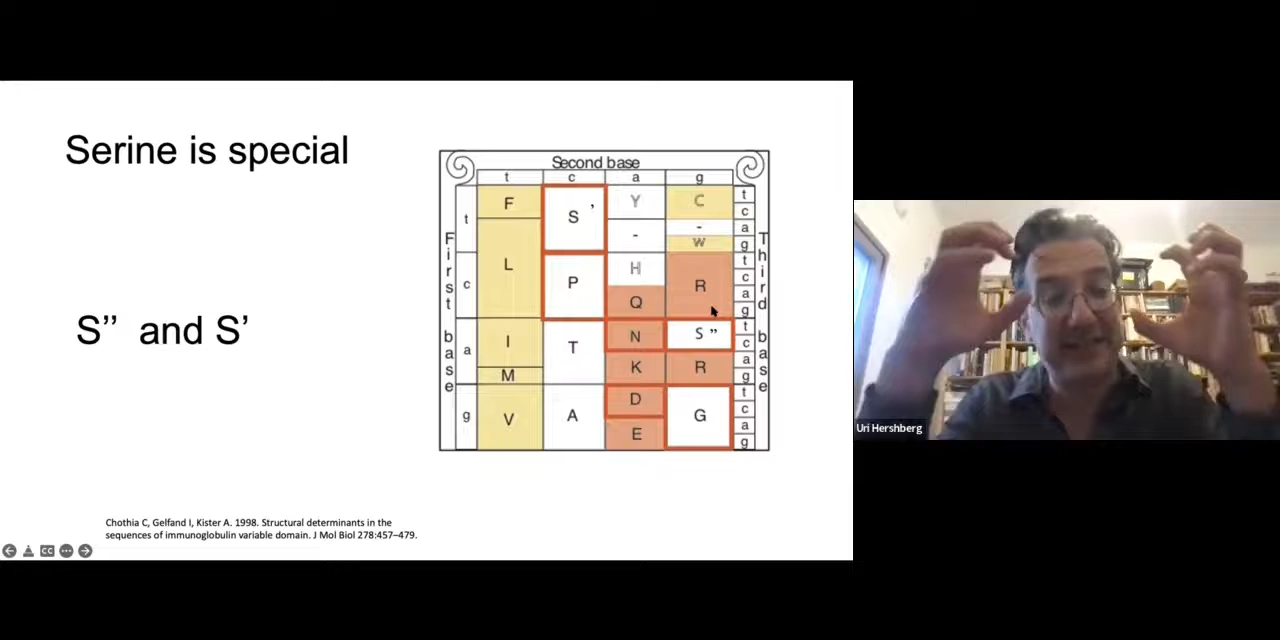 Serine is special
S’’ and S’
Second base
t c a g
First base
Third base
t
F
S ’
Y
C
t
c
-
-
a
W
g
c
L
P
H
R
t
c
Q
a
g
a
I
T
N
S ”
t
c
M
K
R
a
g
g
V
A
D
G
t
c
E
a
g
Chothia C, Gelfand I, Kister A. 1998. Structural determinants in the
sequences of immunoglobulin variable domain. J Mol Biol 278:457–479.
CC
Uri Hershberg